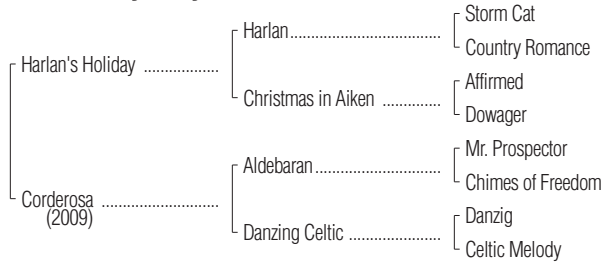 Storm Cat
Harlan........................................
Country Romance
Harlan's Holiday ...................
Affirmed
Christmas in Aiken ...............
Dowager
Mr. Prospector
Aldebaran.................................
Chimes of Freedom
Corderosa ..............................
(2009)
Danzig
Danzing Celtic ........................
Celtic Melody